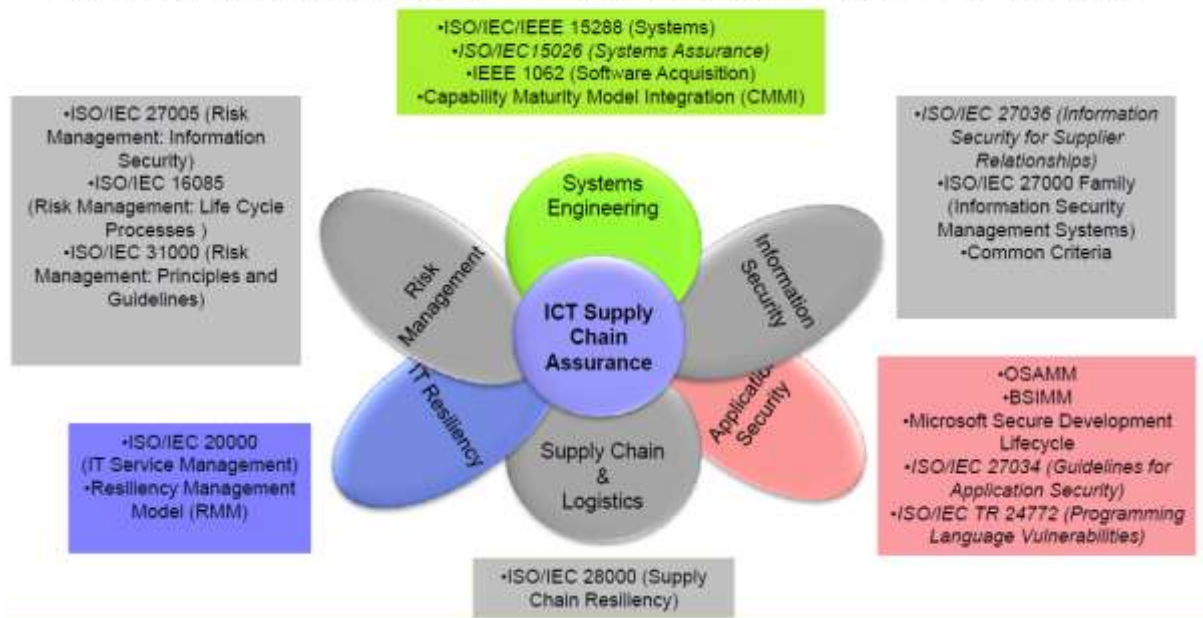 •ISO/IEC/IEEE 15288 (Systems)
•ISO/IEC15026 (Systems Assurance)
•IEEE 1062 (Software Acquisition)
•Capability Maturity Model Integration (CMMI)
•ISO/IEC 27005 (Risk
Management: Information
Security)
•ISO/IEC 16085
(Risk Management: Life Cycle
Processes )
•ISO/IEC 31000 (Risk
Management: Principles and
Guidelines)
•ISO/IEC 27036 (Information
Security for Supplier
Relationships)
•ISO/IEC 27000 Family
(Information Security
Management Systems)
•Common Criteria
Systems
Engineering
Risk
Management
Information
Security
ICT Supply
Chain
Assurance
IT Resiliency
Application
Security
Supply Chain
&
Logistics
•ISO/IEC 20000
(IT Service Management)
•Resiliency Management
Model (RMM)
•OSAMM
•BSIMM
•Microsoft Secure Development
Lifecycle
•ISO/IEC 27034 (Guidelines for
Application Security)
•ISO/IEC TR 24772 (Programming
Language Vulnerabilities)
•ISO/IEC 28000 (Supply
Chain Resiliency)